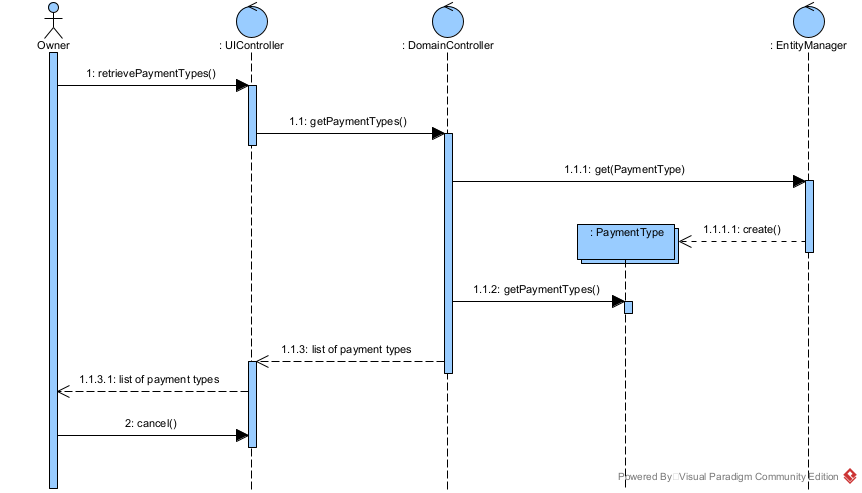 Owner
: UIController
: DomainController
: EntityManager
1: retrievePaymentTypes()
1.1: getPaymentTypes()
1.1.1: get(PaymentType)
: PaymentType
1.1.1.1: create()
1.1.2: getPaymentTypes()
1.1.3: list of payment types
1.1.3.1: list of payment types
2: cancel()
Powered By Visual Paradigm Community Edition